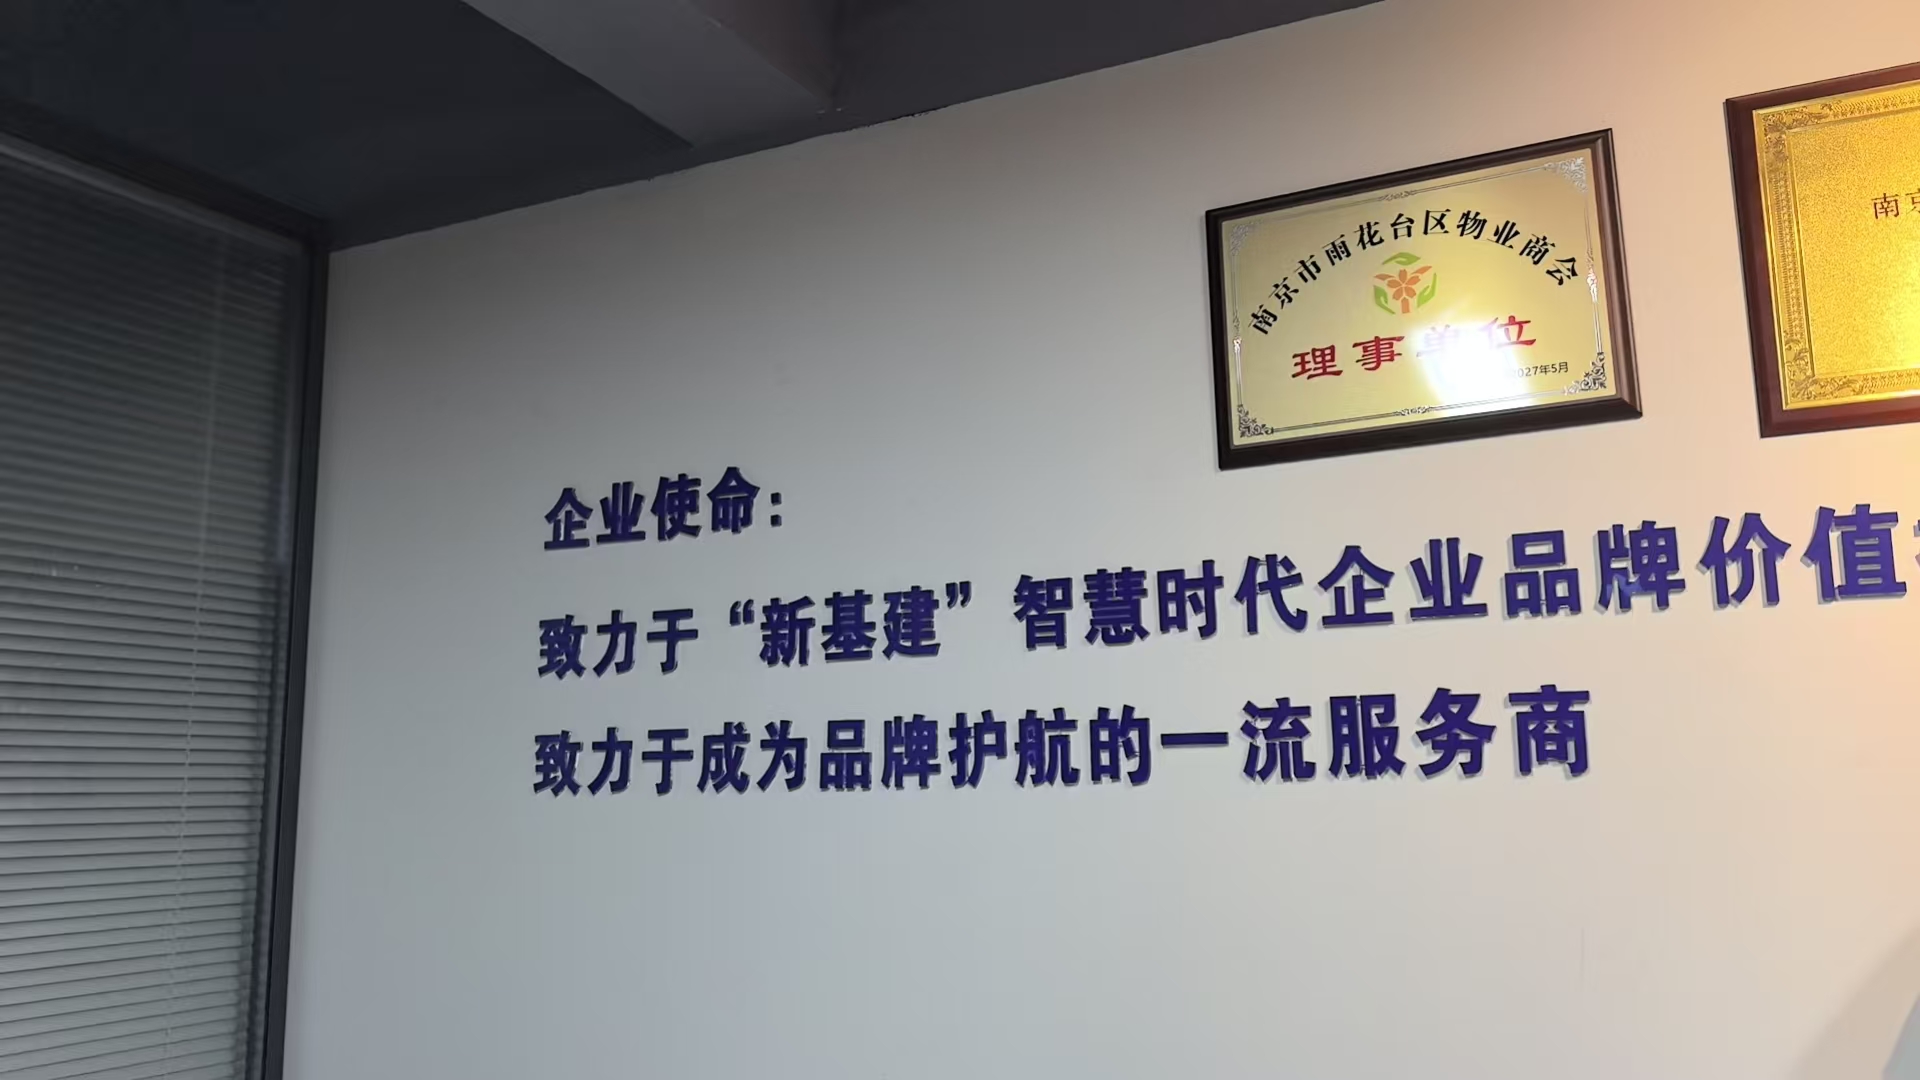 南京市雨花台区物业商会
理事单位
2027年5月
南
企业使命：
致力于“新基建”智慧时代企业品牌价值
致力于成为品牌护航的一流服务商